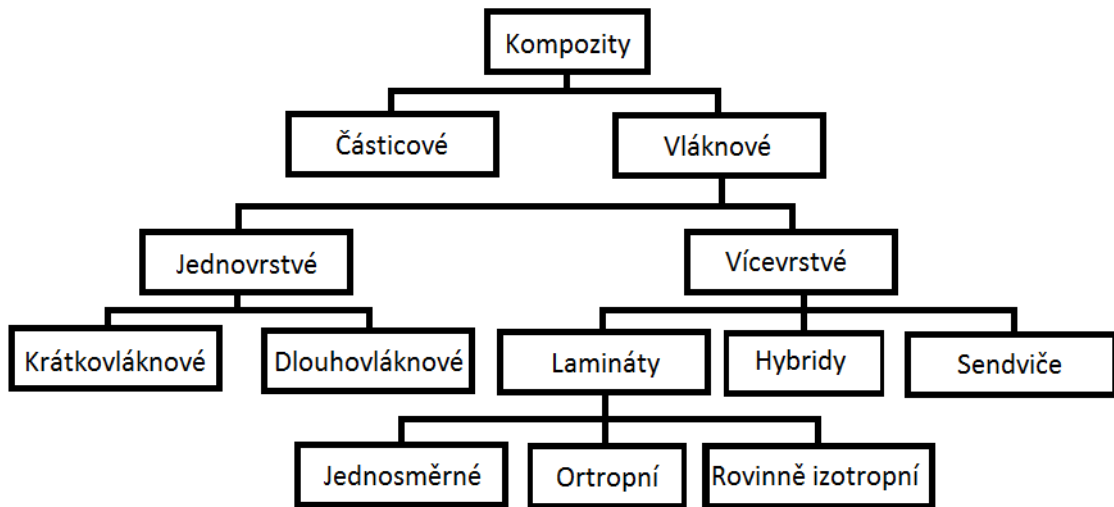 Kompozity
Částicové
Vláknové
Jednovrstvé
Vícevrstvé
Krátkovláknové
Dlouhovláknové
Lamináty
Hybridy
Sendviče
Jednosměrné
Ortropní
Rovinně izotropní